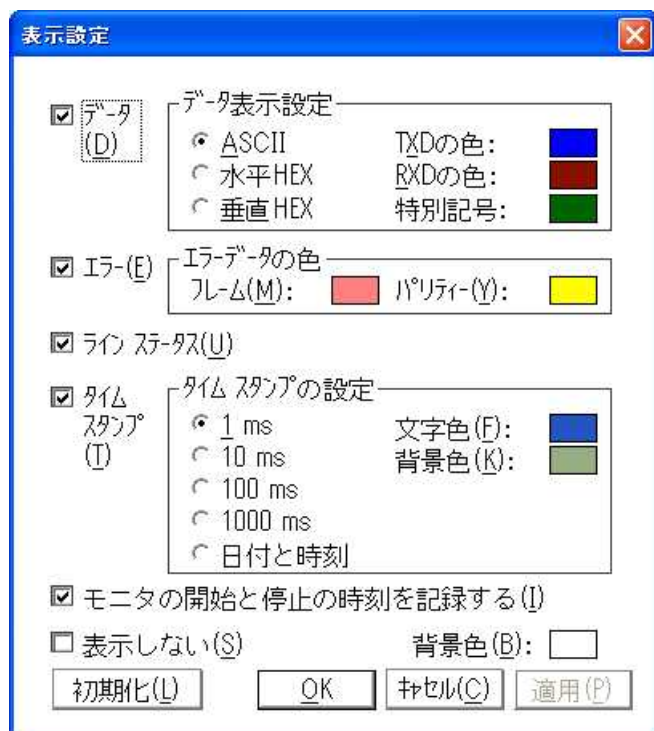 表示設定
ﾃﾞｰﾀ
(D)
ﾃﾞｰﾀ表示設定
ASCII
TXDの色:
水平HEX
RXDの色:
垂直HEX
特別記号:
ｴﾗｰ(E)
ｴﾗｰﾃﾞｰﾀの色
ﾌﾚｰﾑ(M):
ﾊﾟﾘﾃｨｰ(Y):
ﾗｲﾝ ｽﾃｰﾀｽ(U)
ﾀｲﾑ
ｽﾀﾝﾌﾟ
(T)
ﾀｲﾑ ｽﾀﾝﾌﾟの設定
1 ms
文字色(F):
10 ms
背景色(K):
100 ms
1000 ms
日付と時刻
モニタの開始と停止の時刻を記録する(I)
表示しない(S)
背景色(B):
初期化(L)
OK
ｷｬｾﾙ(C)
適用(P)